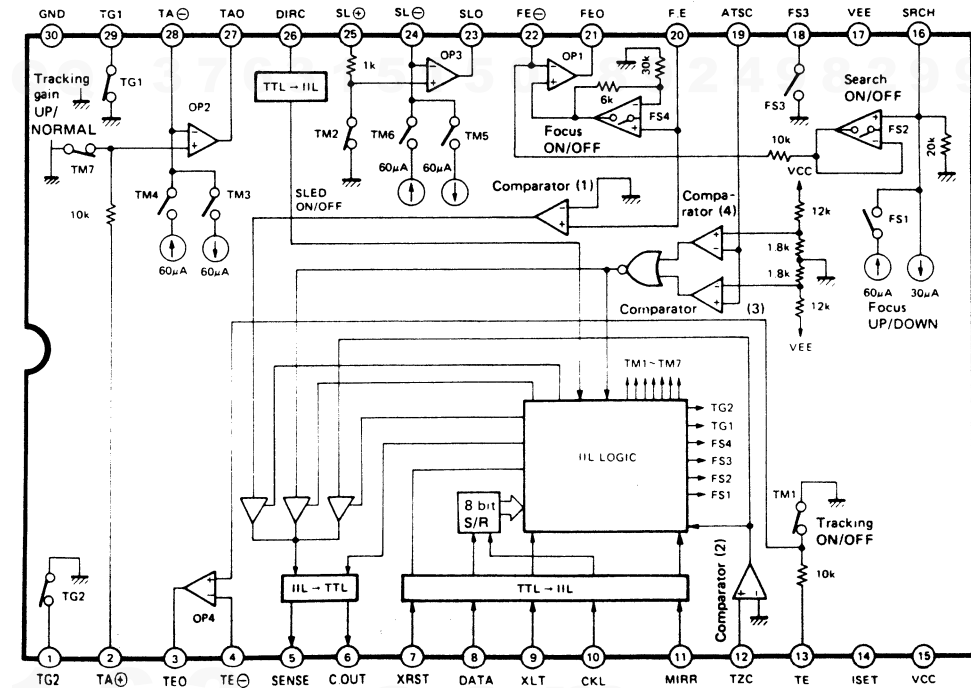 GND TG1 TA⊖ TAO DIRC SL⊕ SL⊖ SLO FE⊖ FEO F.E ATSC FS3 VEE SRCH
30 29 28 27 26 25 24 23 22 21 20 19 18 17 16
Tracking
gain
UP/
NORMAL
TG1
TM7
10k
OP2
TM4
TM3
60μA
60μA
TTL → IIL
SLED
ON/OFF
1k
TM2
OP3
TM6
TM5
60μA
60μA
OP1
30k
6k
FS4
Focus
ON/OFF
FS3
Search
ON/OFF
FS2
10k
20k
VCC
12k
1.8k
1.8k
12k
VEE
FS1
60μA
30μA
Focus
UP/DOWN
Comparator (1)
Compa-
rator (4)
Comparator (3)
TM1~TM7
IIL LOGIC
TG2
TG1
FS4
FS3
FS2
FS1
8 bit
S/R
IIL → TTL
TTL → IIL
Comparator (2)
TM1
Tracking
ON/OFF
10k
TG2
OP4
1 2 3 4 5 6 7 8 9 10 11 12 13 14 15
TG2 TA⊕ TEO TE⊖ SENSE C.OUT XRST DATA XLT CKL MIRR TZC TE ISET VCC